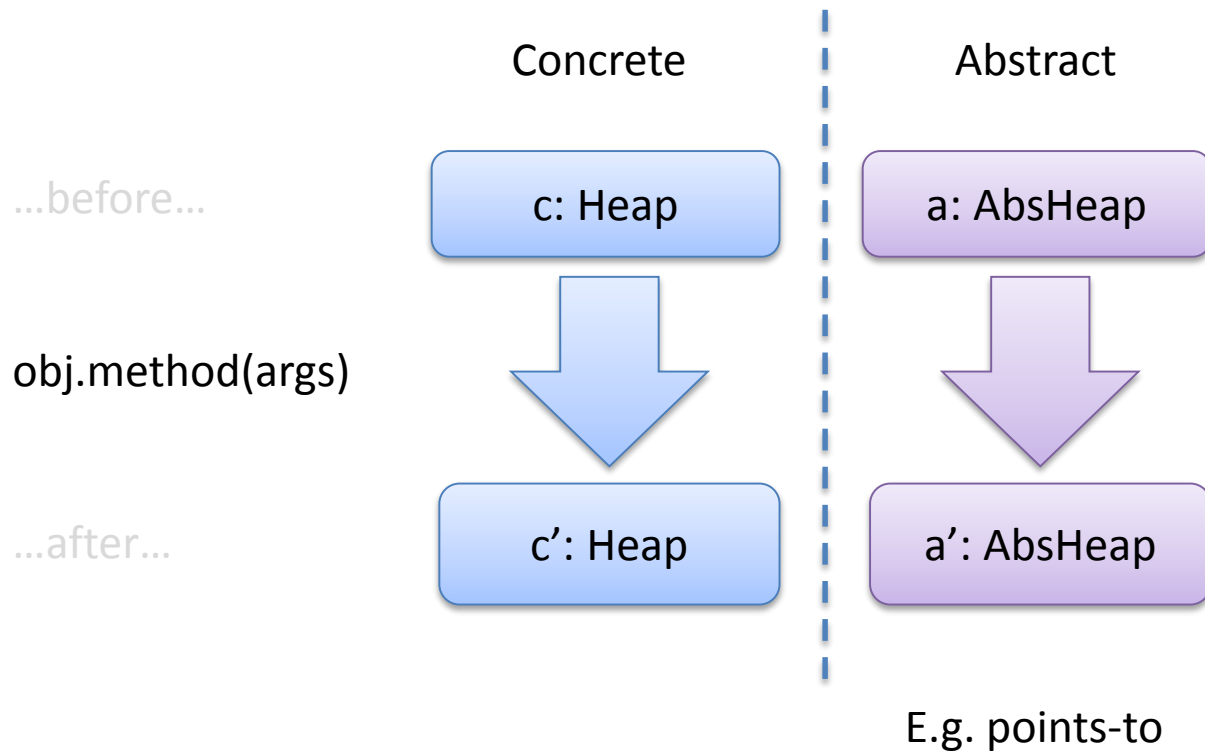 Concrete
Abstract
…before…
c: Heap
a: AbsHeap
obj.method(args)
…after…
c’: Heap
a’: AbsHeap
E.g. points-to